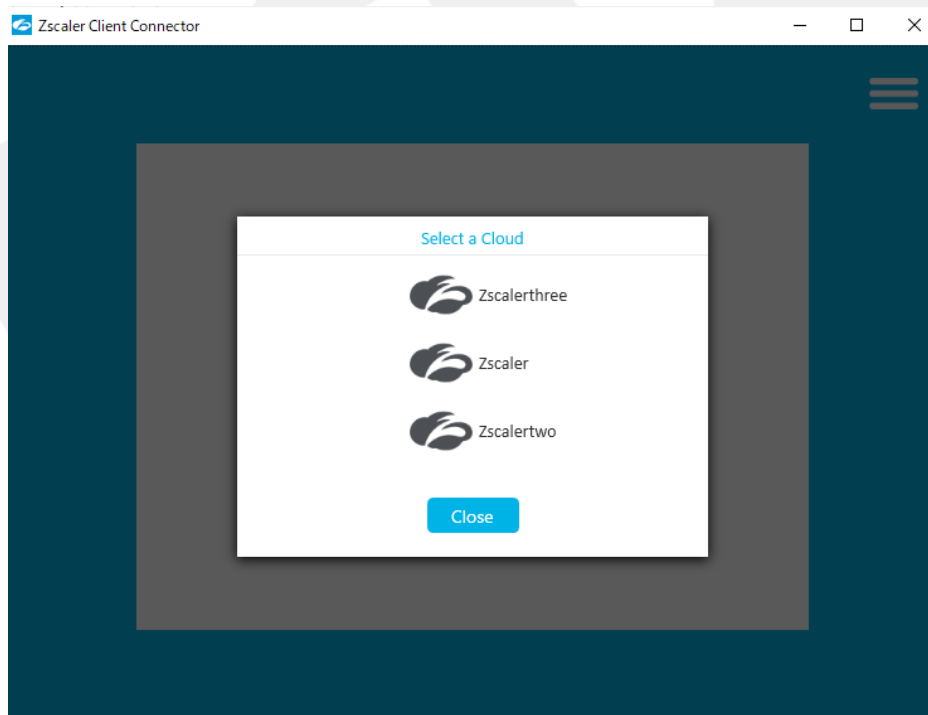 Zscaler Client Connector
Select a Cloud
Zscalerthree
Zscaler
Zscalertwo
Close